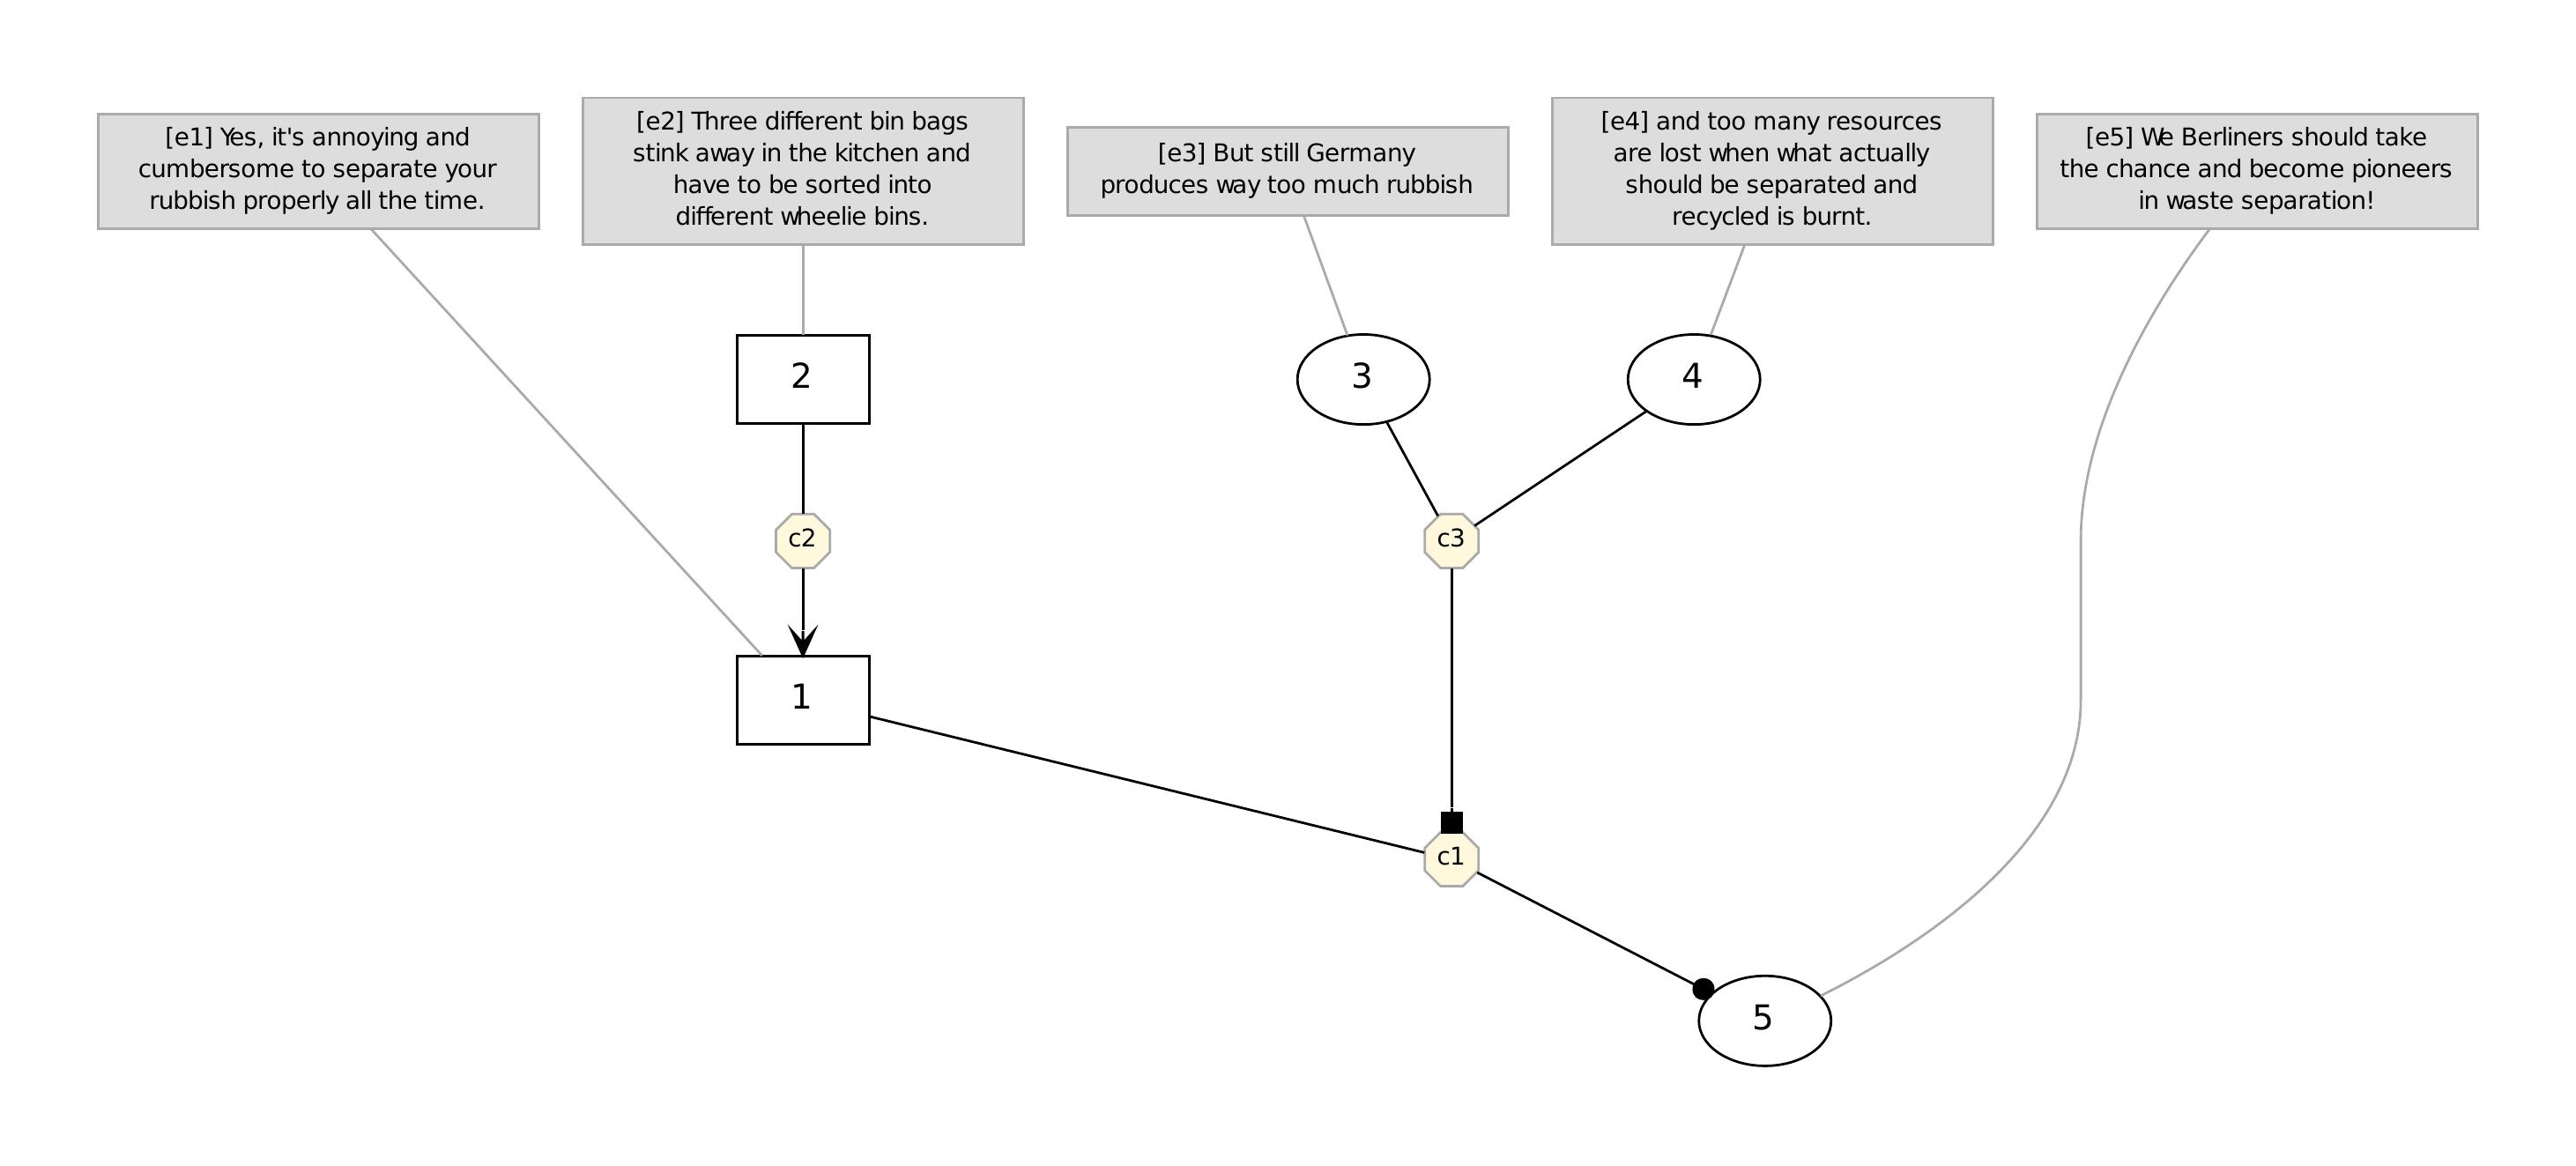 [e1] Yes, it's annoying and
cumbersome to separate your
rubbish properly all the time.
[e2] Three different bin bags
stink away in the kitchen and
have to be sorted into
different wheelie bins.
[e3] But still Germany
produces way too much rubbish
[e4] and too many resources
are lost when what actually
should be separated and
recycled is burnt.
[e5] We Berliners should take
the chance and become pioneers
in waste separation!
2
3
4
c2
c3
1
c1
5